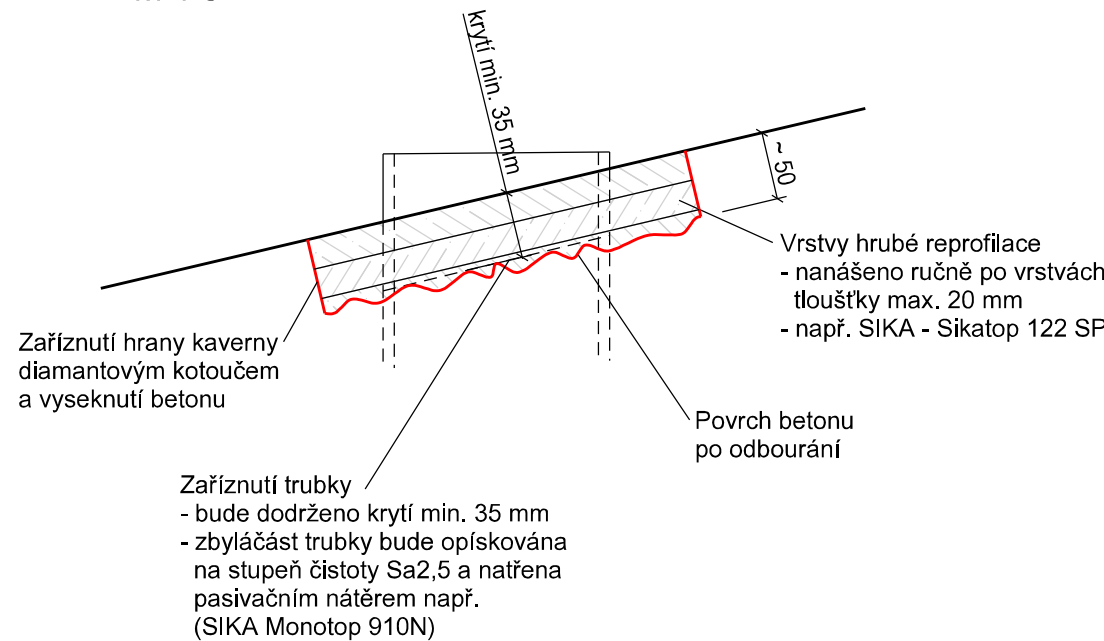 krytí min. 35 mm
~ 50
Vrstvy hrubé reprofilace
- nanášeno ručně po vrstvách
tloušťky max. 20 mm
- např. SIKA - Sikatop 122 SP
Zaříznutí hrany kaverny
diamantovým kotoučem
a vyseknutí betonu
Povrch betonu
po odbourání
Zaříznutí trubky
- bude dodrženo krytí min. 35 mm
- zbyláčást trubky bude opískována
na stupeň čistoty Sa2,5 a natřena
pasivačním nátěrem např.
(SIKA Monotop 910N)